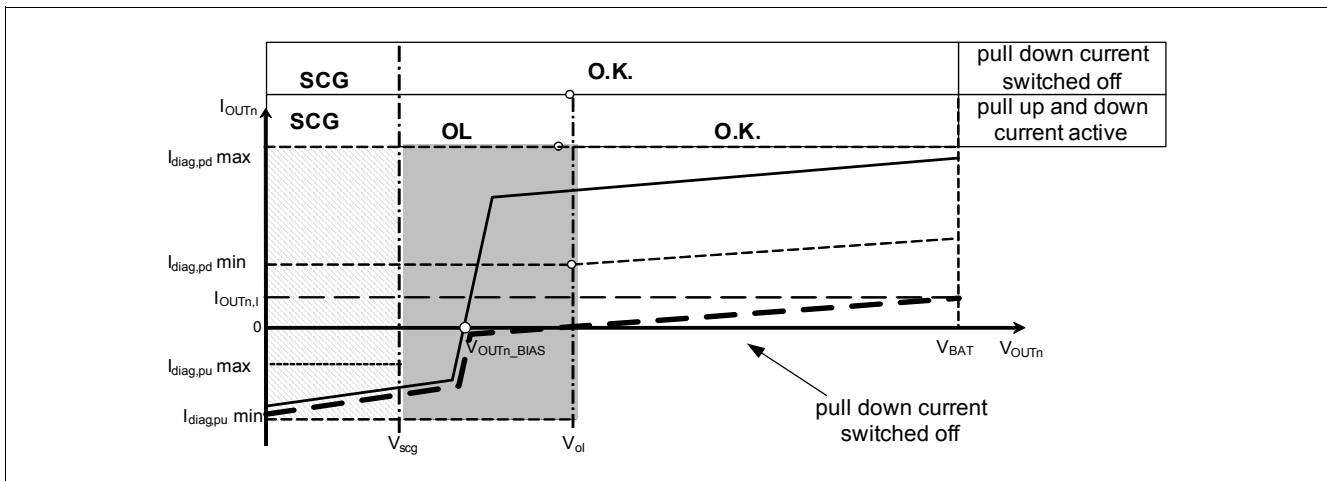 pull down current
switched off
SCG
O.K.
pull up and down
current active
I_OUTn
SCG
OL
O.K.
I_diag,pd max
I_diag,pd min
I_OUTn,l
0
V_OUTn_BIAS
V_BAT
V_OUTn
I_diag,pu max
I_diag,pu min
pull down current
switched off
V_scg
V_ol